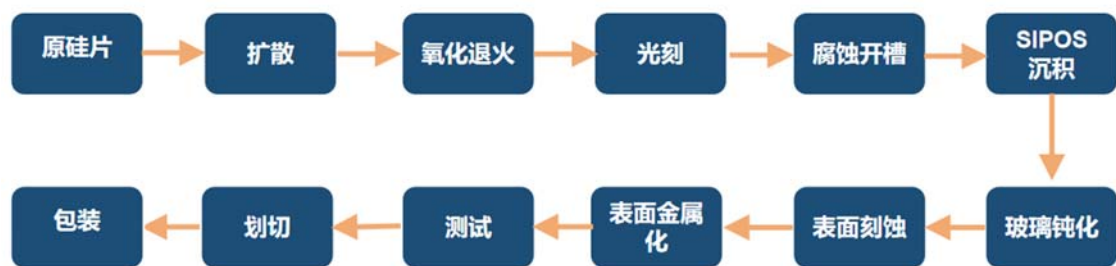 原硅片
扩散
氧化退火
光刻
腐蚀开槽
SIPOS
沉积
玻璃钝化
表面刻蚀
表面金属
化
测试
划切
包装